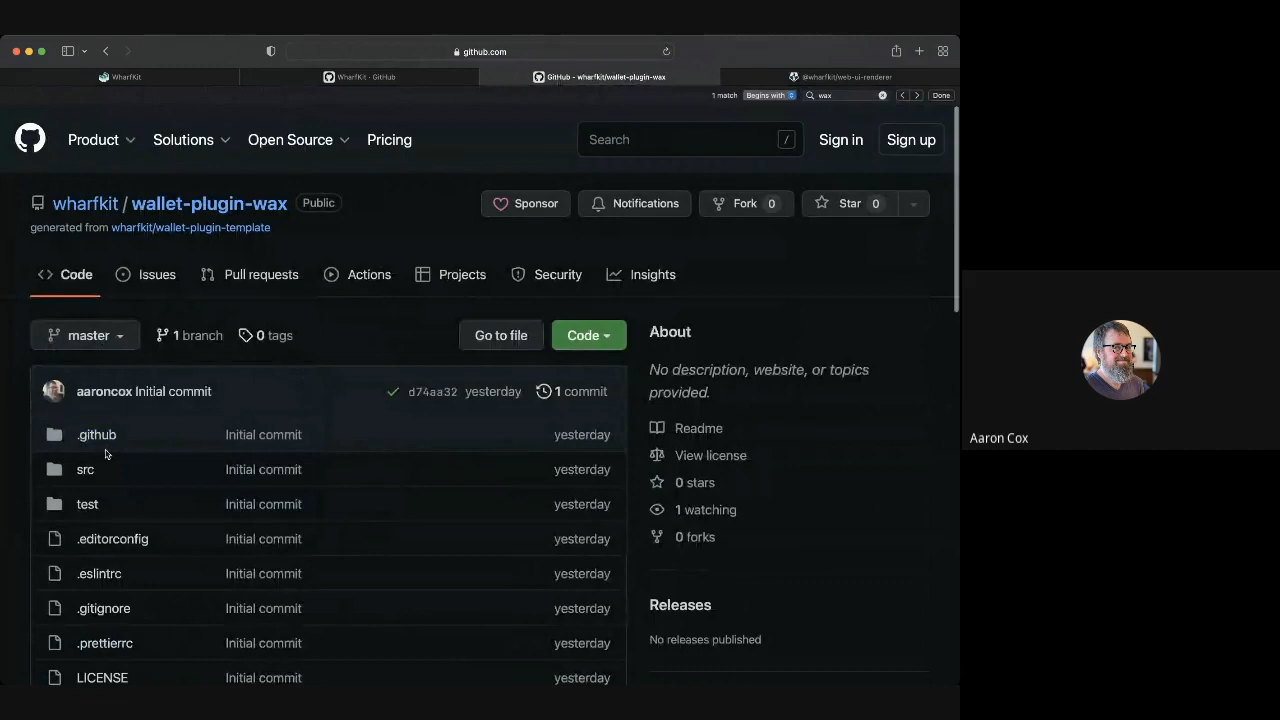 github.com
WharfKit
WharfKit · GitHub
GitHub - wharfkit/wallet-plugin-wax
@wharfkit/web-ui-renderer
1 match
Begins with
wax
Done
Product
Solutions
Open Source
Pricing
Search
/
Sign in
Sign up
wharfkit / wallet-plugin-wax
Public
Sponsor
Notifications
Fork 0
Star 0
generated from wharfkit/wallet-plugin-template
Code
Issues
Pull requests
Actions
Projects
Security
Insights
master
1 branch
0 tags
Go to file
Code
About
No description, website, or topics
provided.
aaroncox Initial commit
d74aa32 yesterday
1 commit
.github Initial commit yesterday
src Initial commit yesterday
test Initial commit yesterday
.editorconfig Initial commit yesterday
.eslintrc Initial commit yesterday
.gitignore Initial commit yesterday
.prettierrc Initial commit yesterday
LICENSE Initial commit yesterday
Readme
View license
0 stars
1 watching
0 forks
Releases
No releases published
Aaron Cox